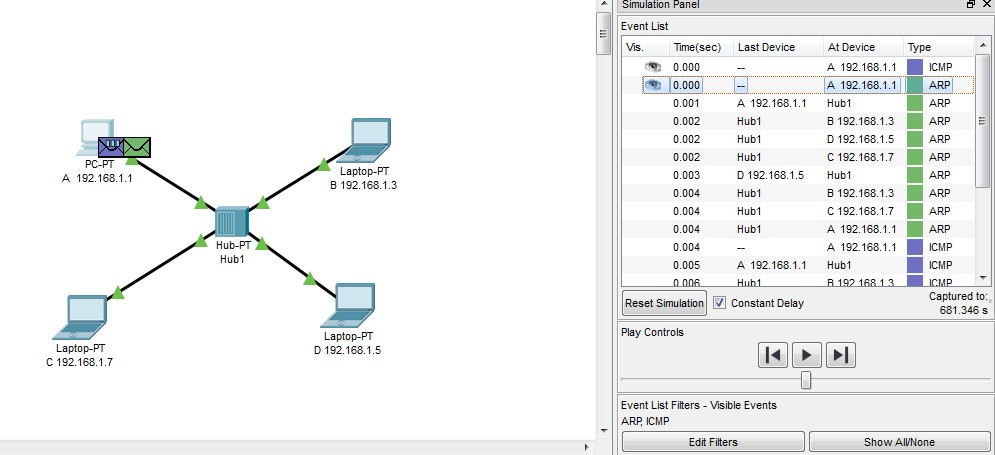 PC-PT
A 192.168.1.1
Laptop-PT
B 192.168.1.3
Hub-PT
Hub1
Laptop-PT
C 192.168.1.7
Laptop-PT
D 192.168.1.5
Simulation Panel
Event List
Vis. Time(sec) Last Device At Device Type
0.000 -- A 192.168.1.1 ICMP
0.000 -- A 192.168.1.1 ARP
0.001 A 192.168.1.1 Hub1 ARP
0.002 Hub1 B 192.168.1.3 ARP
0.002 Hub1 D 192.168.1.5 ARP
0.002 Hub1 C 192.168.1.7 ARP
0.003 D 192.168.1.5 Hub1 ARP
0.004 Hub1 B 192.168.1.3 ARP
0.004 Hub1 C 192.168.1.7 ARP
0.004 Hub1 A 192.168.1.1 ARP
0.004 -- A 192.168.1.1 ICMP
0.005 A 192.168.1.1 Hub1 ICMP
0.006 Hub1 B 192.168.1.3 ICMP
Reset Simulation Constant Delay Captured to:
681.346 s
Play Controls
Event List Filters - Visible Events
ARP, ICMP
Edit Filters Show All/None